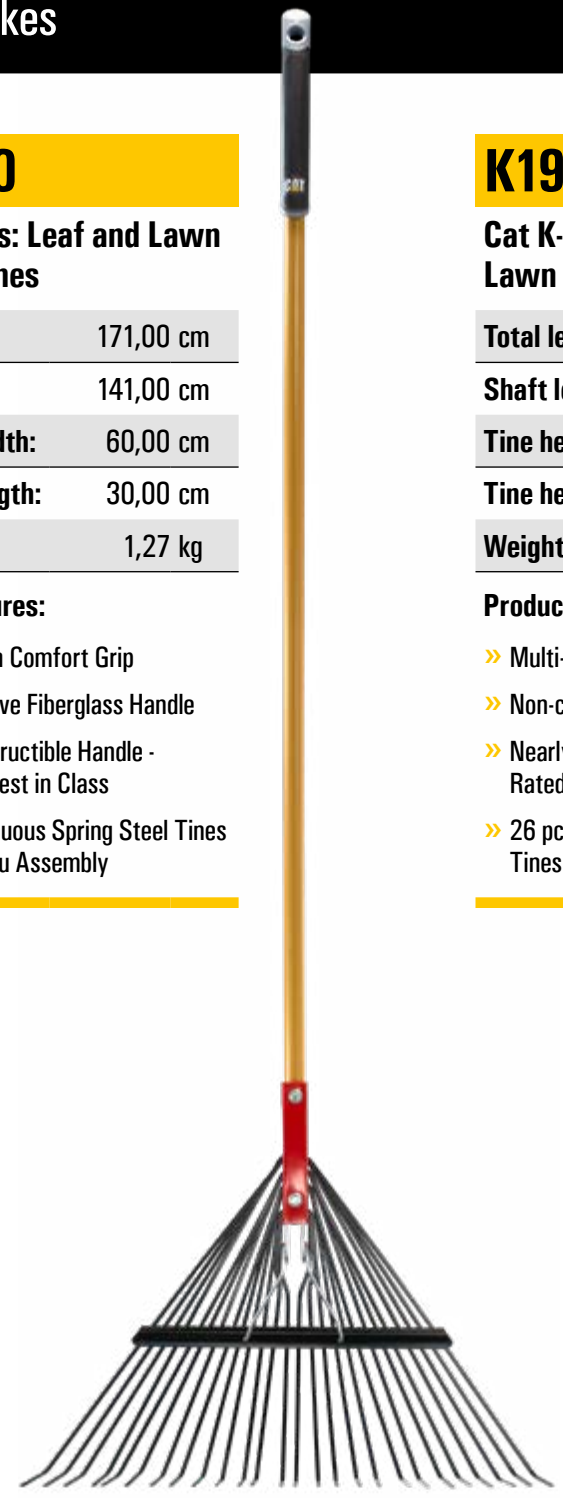 kes
0
s: Leaf and Lawn
nes
171,00 cm
141,00 cm
dth: 60,00 cm
gth: 30,00 cm
1,27 kg
ures:
n Comfort Grip
ve Fiberglass Handle
ructible Handle -
est in Class
uous Spring Steel Tines
u Assembly
CAT
K19
Cat K-
Lawn
Total le
Shaft l
Tine he
Tine he
Weight
Produc
» Multi-
» Non-c
» Nearly
Rated
» 26 pc
Tines